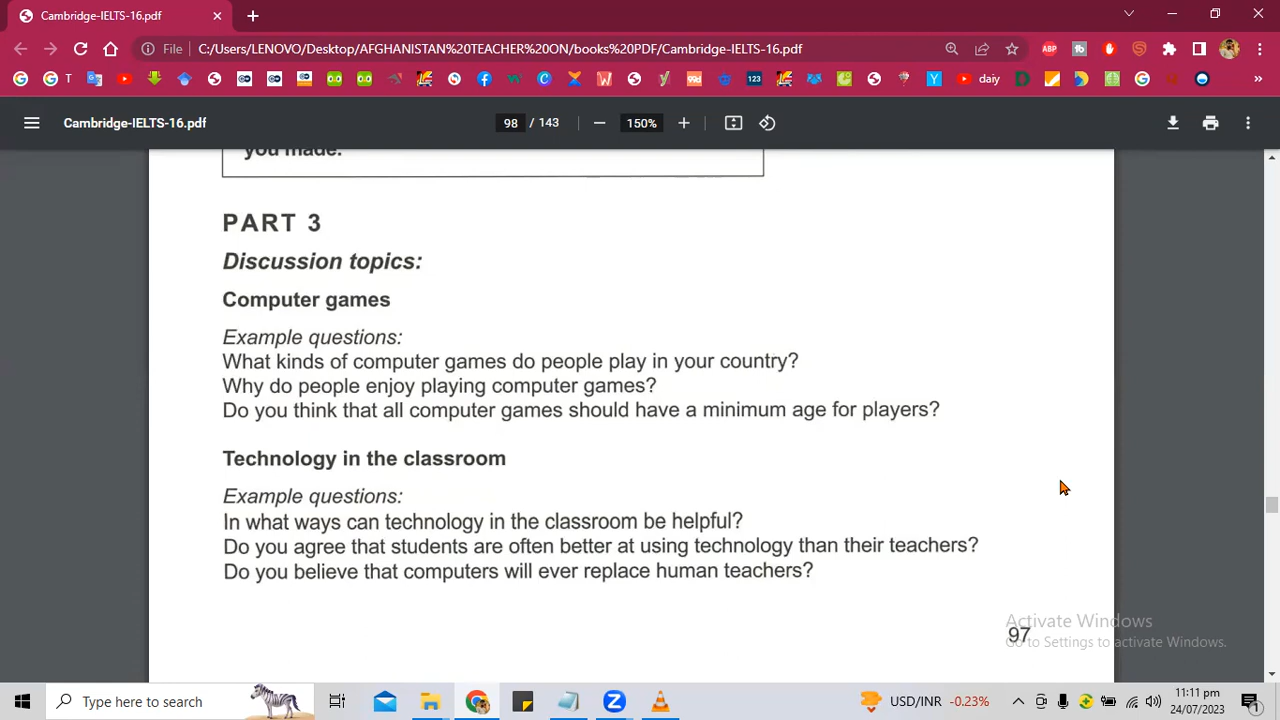 Cambridge-IELTS-16.pdf
File C:/Users/LENOVO/Desktop/AFGHANISTAN%20TEACHER%20ON/books%20PDF/Cambridge-IELTS-16.pdf
T
daiy
Cambridge-IELTS-16.pdf 98 / 143 150%
you made.
PART 3
Discussion topics:
Computer games
Example questions:
What kinds of computer games do people play in your country?
Why do people enjoy playing computer games?
Do you think that all computer games should have a minimum age for players?
Technology in the classroom
Example questions:
In what ways can technology in the classroom be helpful?
Do you agree that students are often better at using technology than their teachers?
Do you believe that computers will ever replace human teachers?
Activate Windows
97
Go to Settings to activate Windows.
Type here to search
USD/INR -0.23%
11:11 pm
24/07/2023